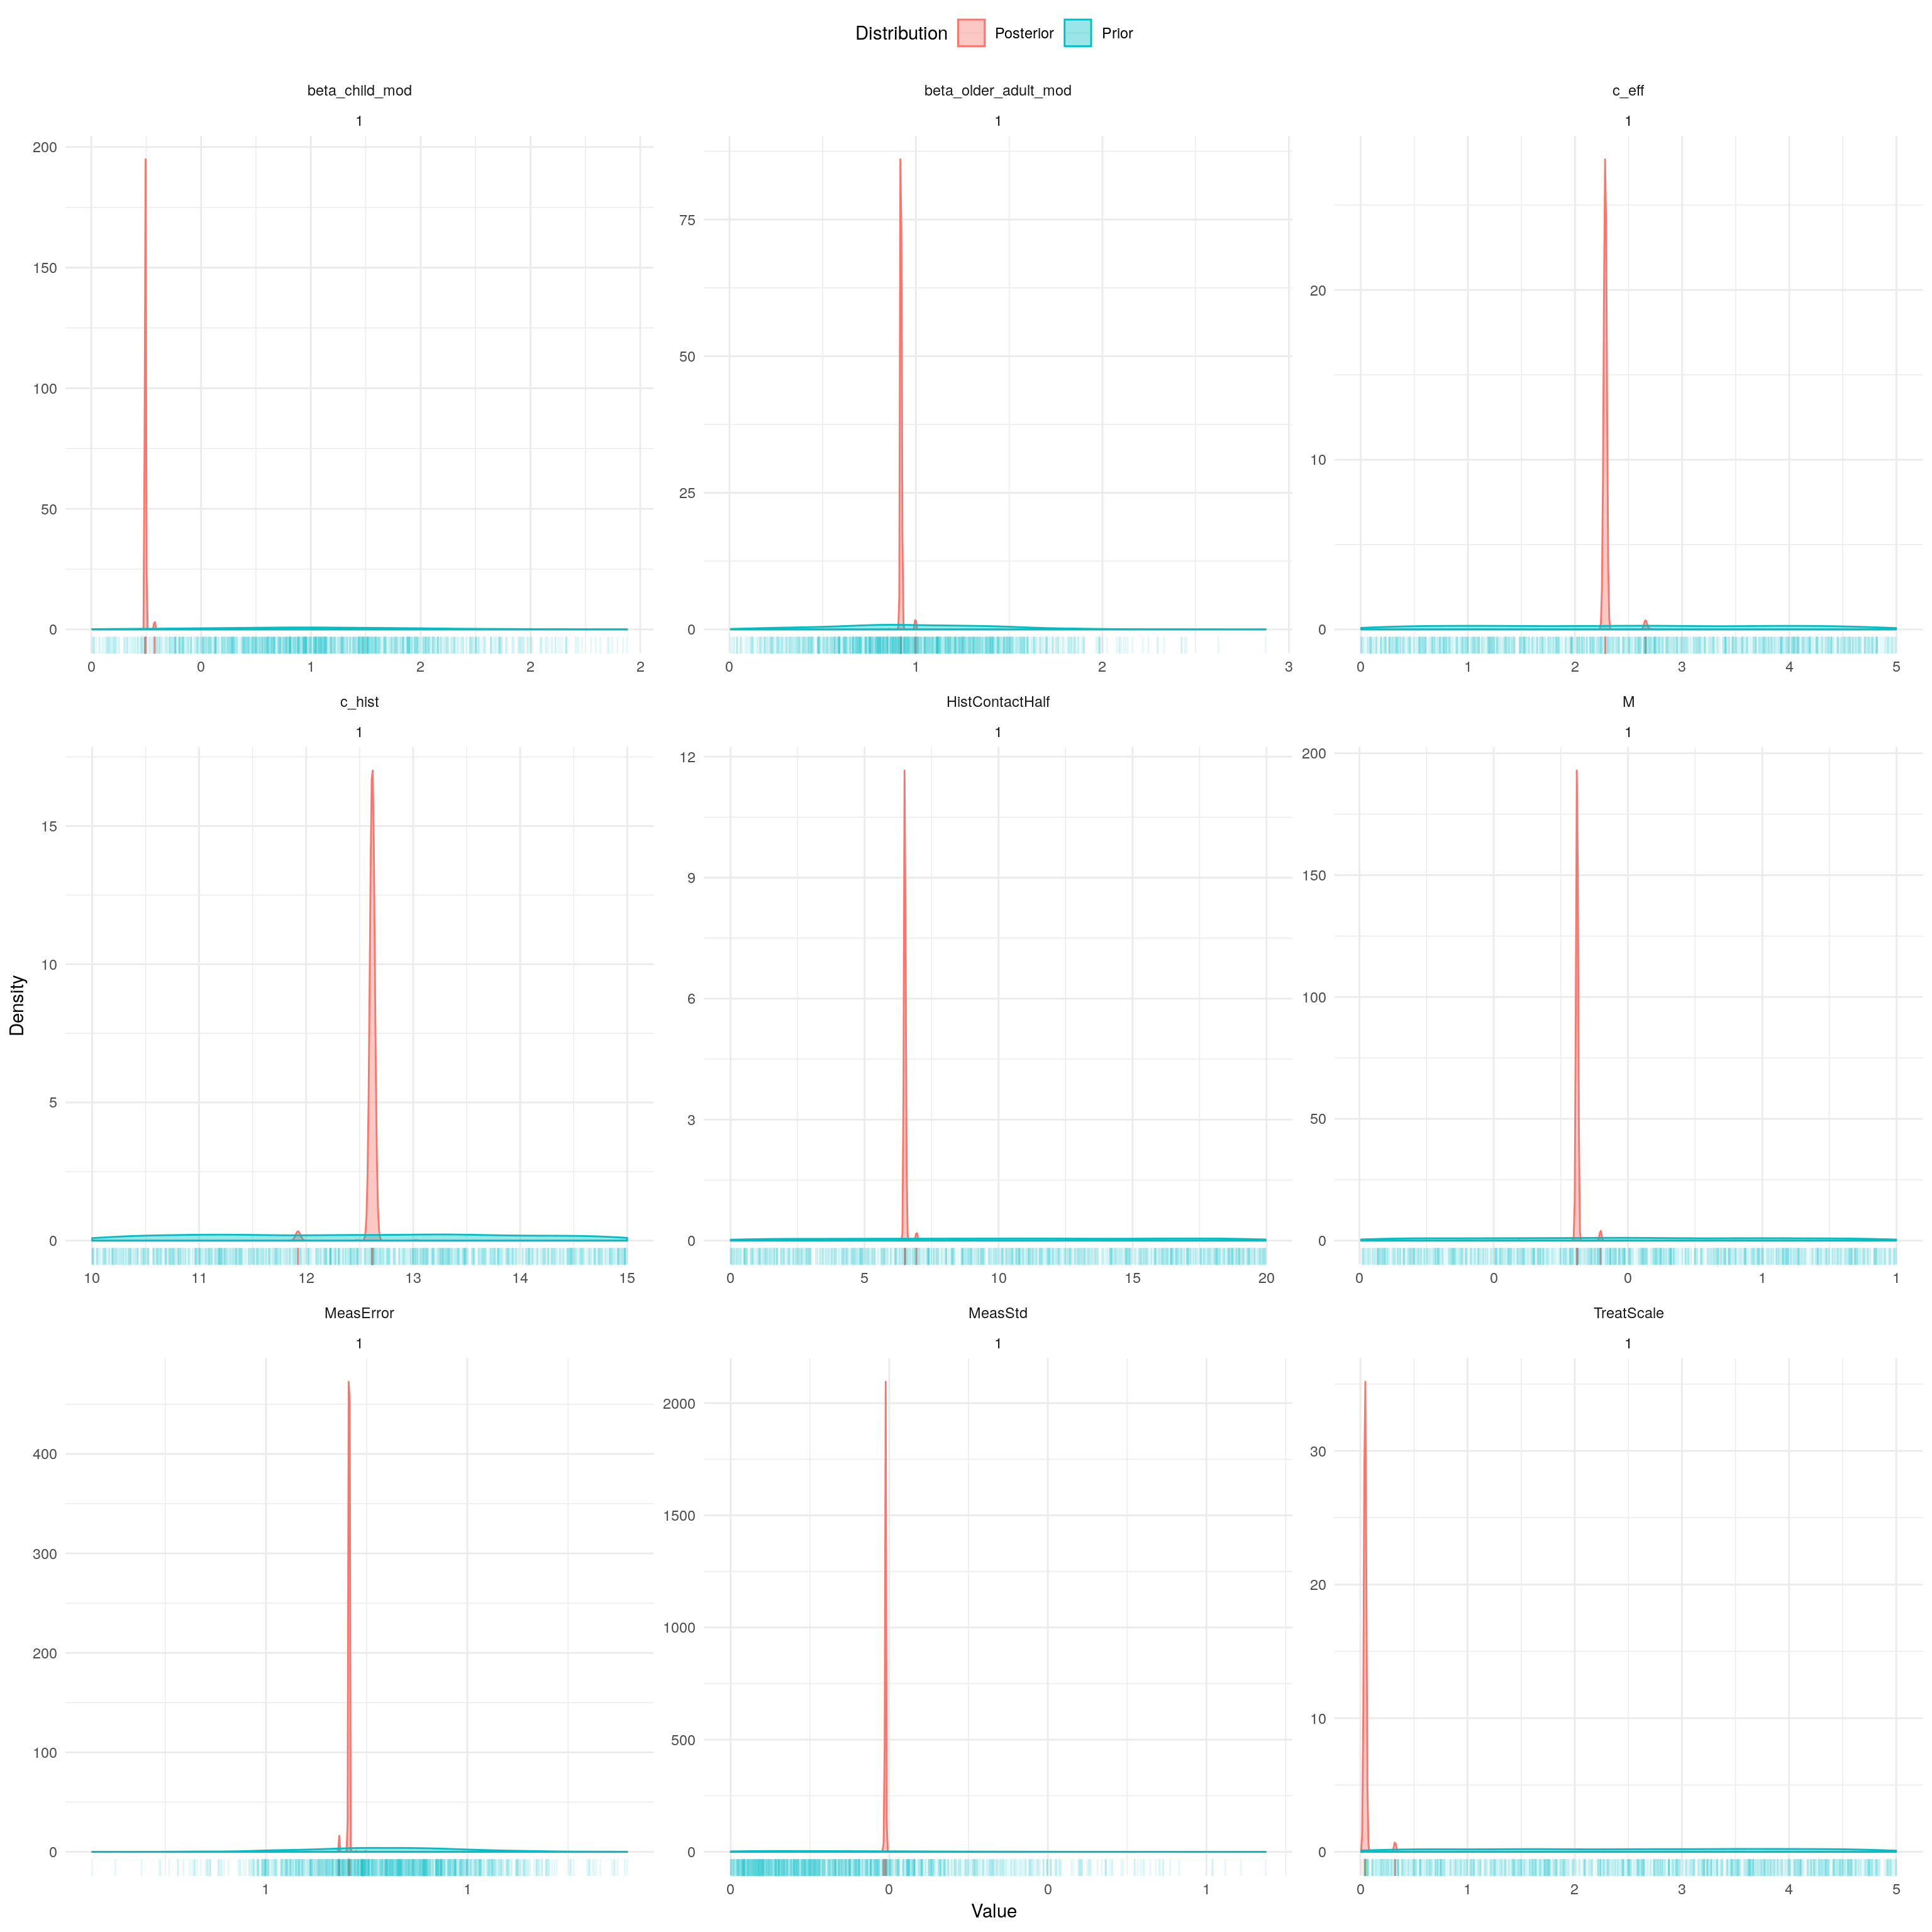 Distribution Posterior Prior
beta_child_mod beta_older_adult_mod c_eff
1 1 1
200
150
100
50
0
0 0 1 2 2 2
75
50
25
0
0 1 2 3
20
10
0
0 1 2 3 4 5
c_hist HistContactHalf M
1 1 1
15
10
5
0
10 11 12 13 14 15
12
9
6
3
0
0 5 10 15 20
200
150
100
50
0
0 0 0 1 1
MeasError MeasStd TreatScale
1 1 1
400
300
200
100
0
1 1
2000
1500
1000
500
0
0 0 0 1
30
20
10
0
0 1 2 3 4 5
Density
Value